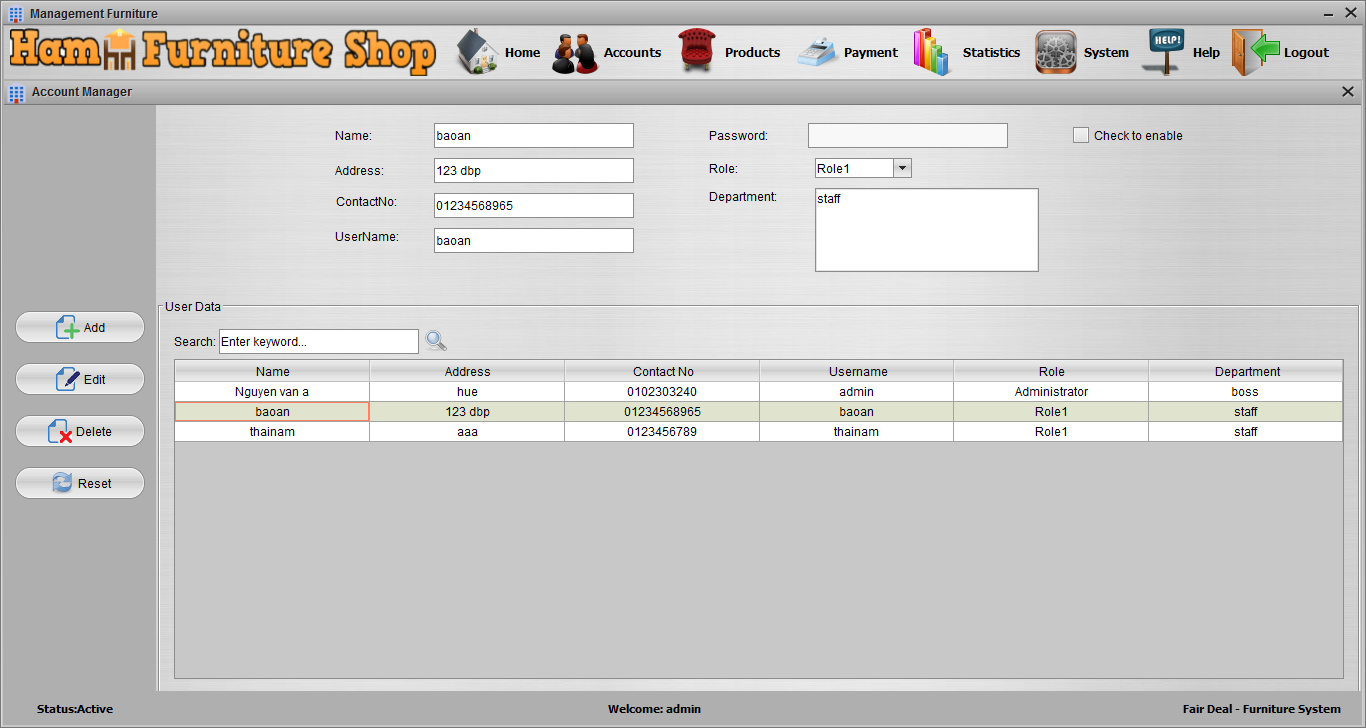 Management Furniture
Ham Furniture Shop Home Accounts Products Payment Statistics System HELP! Help Logout
Account Manager
Name: baoan Password: Check to enable
Address: 123 dbp Role: Role1
ContactNo: 01234568965 Department: staff
UserName: baoan
User Data
Add
Search: Enter keyword...
Edit
Delete
Reset
Name Address Contact No Username Role Department
Nguyen van a hue 0102303240 admin Administrator boss
baoan 123 dbp 01234568965 baoan Role1 staff
thainam aaa 0123456789 thainam Role1 staff
Status:Active Welcome: admin Fair Deal - Furniture System